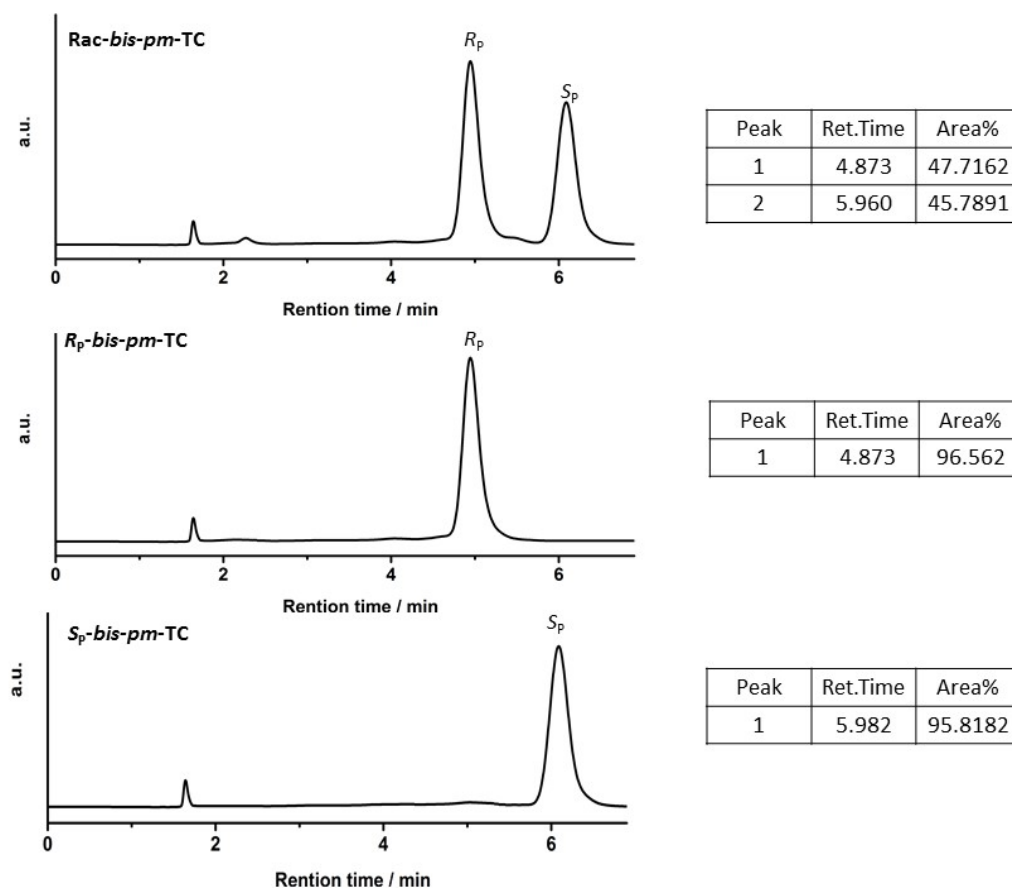 Rac-bis-pm-TC
RP
SP
a.u.
0 2 4 6
Rention time / min
Peak Ret.Time Area%
1 4.873 47.7162
2 5.960 45.7891
RP-bis-pm-TC
RP
a.u.
0 2 4 6
Rention time / min
Peak Ret.Time Area%
1 4.873 96.562
SP-bis-pm-TC
SP
a.u.
0 2 4 6
Rention time / min
Peak Ret.Time Area%
1 5.982 95.8182